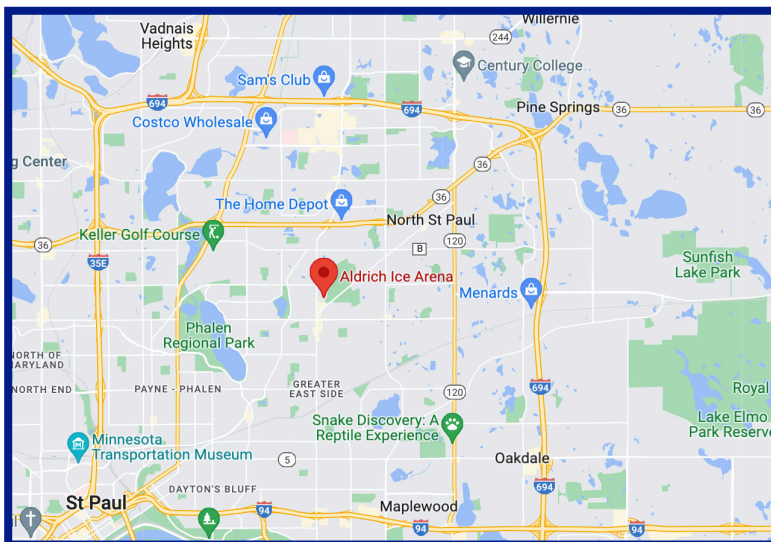 Vadnais
Heights
Willernie
244
Century College
Sam's Club
694
694
Pine Springs
36
36
Costco Wholesale
g Center
36
The Home Depot
36
North St Paul
Keller Golf Course
120
36
B
35E
Sunfish
Lake Park
Aldrich Ice Arena
Menards
Phalen
Regional Park
NORTH OF
MARYLAND
NORTH END
PAYNE - PHALEN
GREATER
EAST SIDE
120
694
Royal
Snake Discovery: A
Reptile Experience
Lake Elmo
Park Reserve
Minnesota
Transportation Museum
5
Oakdale
694
DAYTON'S BLUFF
St Paul
94
Maplewood
94
94